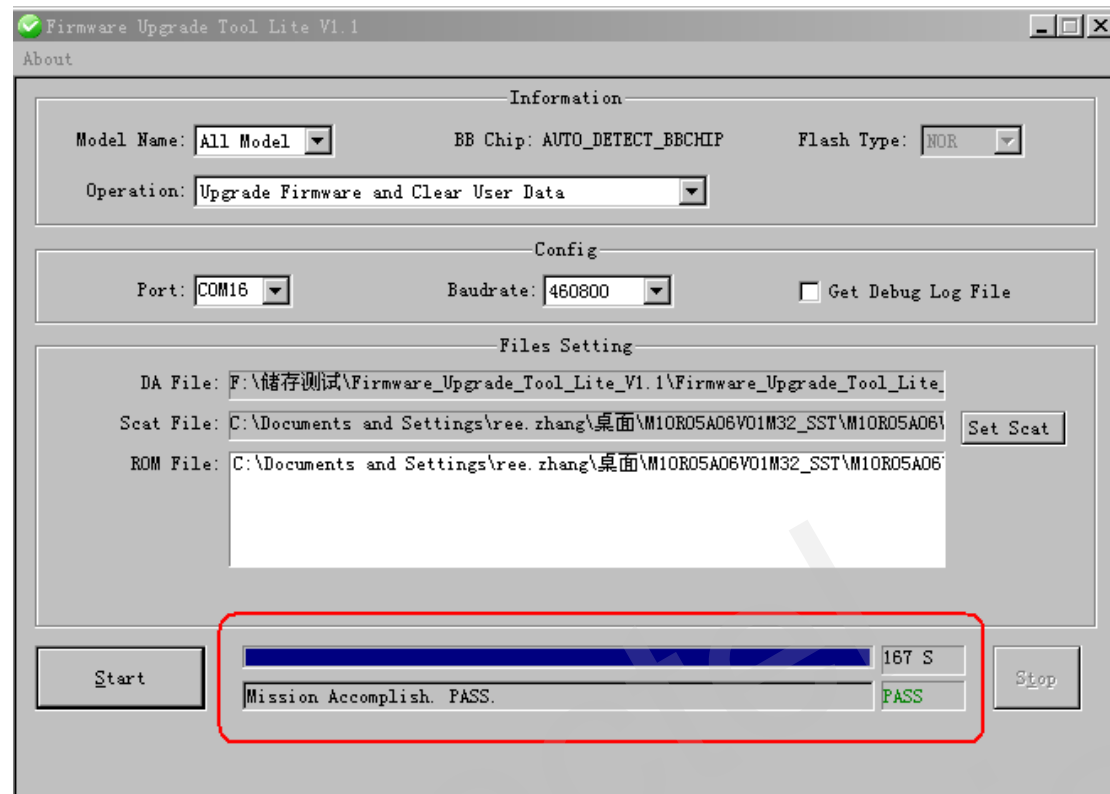 Firmware Upgrade Tool Lite V1.1
About
Information
Model Name: All Model BB Chip: AUTO_DETECT_BBCHIP Flash Type: NOR
Operation: Upgrade Firmware and Clear User Data
Config
Port: COM16 Baudrate: 460800 Get Debug Log File
Files Setting
DA File: F:\储存测试\Firmware_Upgrade_Tool_Lite_V1.1\Firmware_Upgrade_Tool_Lite_
Scat File: C:\Documents and Settings\ree.zhang\桌面\M10R05A06V01M32_SST\M10R05A06\ Set Scat
ROM File: C:\Documents and Settings\ree.zhang\桌面\M10R05A06V01M32_SST\M10R05A06
167 S
Start Stop
Mission Accomplish. PASS. PASS